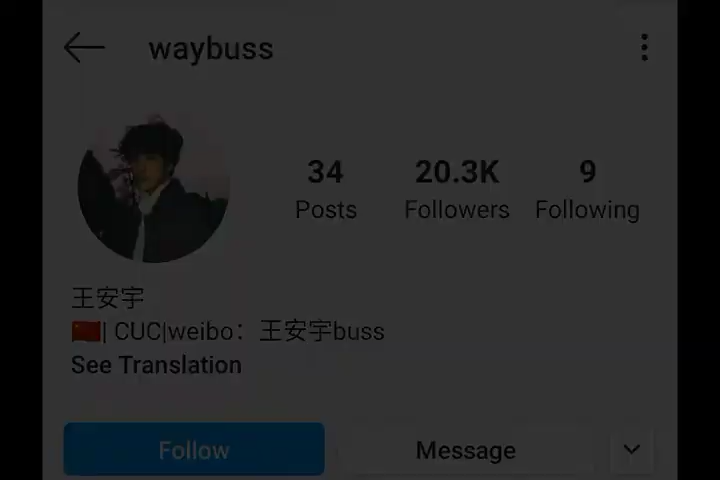 waybuss
34 20.3K 9
Posts Followers Following
王安宇
| CUC|weibo：王安宇buss
See Translation
Follow Message